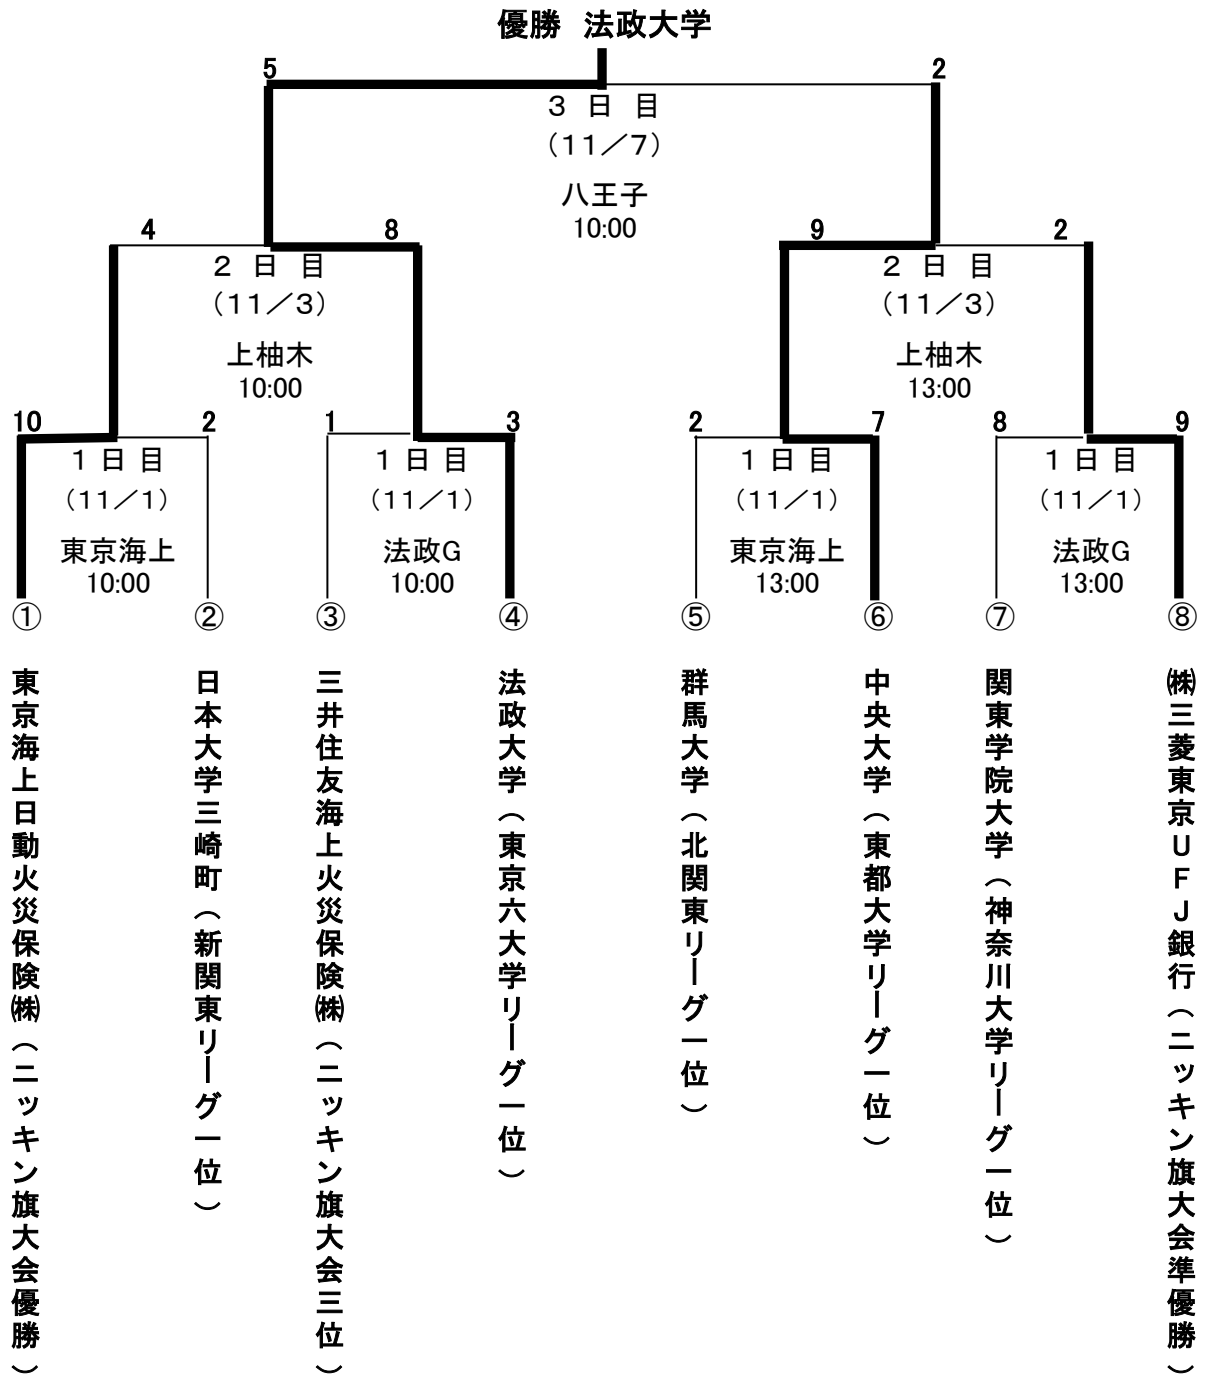 優勝　法政大学
5
2
３　日　目
（１１／７）
八王子
10:00
4
8
9
2
２　日　目
（１１／３）
上柚木
10:00
２　日　目
（１１／３）
上柚木
13:00
10
2
1
3
2
7
8
9
１ 日 目
（１１／１）
東京海上
10:00
１ 日 目
（１１／１）
法政G
10:00
１ 日 目
（１１／１）
東京海上
13:00
１ 日 目
（１１／１）
法政G
13:00
①
②
③
④
⑤
⑥
⑦
⑧
東京海上日動火災保険㈱（ニッキン旗大会優勝）
日本大学三崎町（新関東リーグ一位）
三井住友海上火災保険㈱（ニッキン旗大会三位）
法政大学（東京六大学リーグ一位）
群馬大学（北関東リーグ一位）
中央大学（東都大学リーグ一位）
関東学院大学（神奈川大学リーグ一位）
㈱三菱東京ＵＦＪ銀行（ニッキン旗大会準優勝）